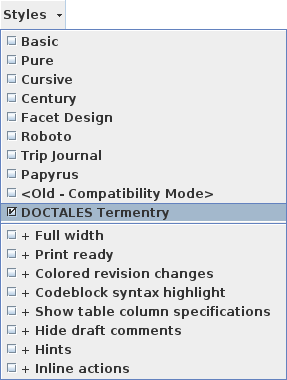 Styles
Basic
Pure
Cursive
Century
Facet Design
Roboto
Trip Journal
Papyrus
<Old - Compatibility Mode>
DOCTALES Termentry
+ Full width
+ Print ready
+ Colored revision changes
+ Codeblock syntax highlight
+ Show table column specifications
+ Hide draft comments
+ Hints
+ Inline actions